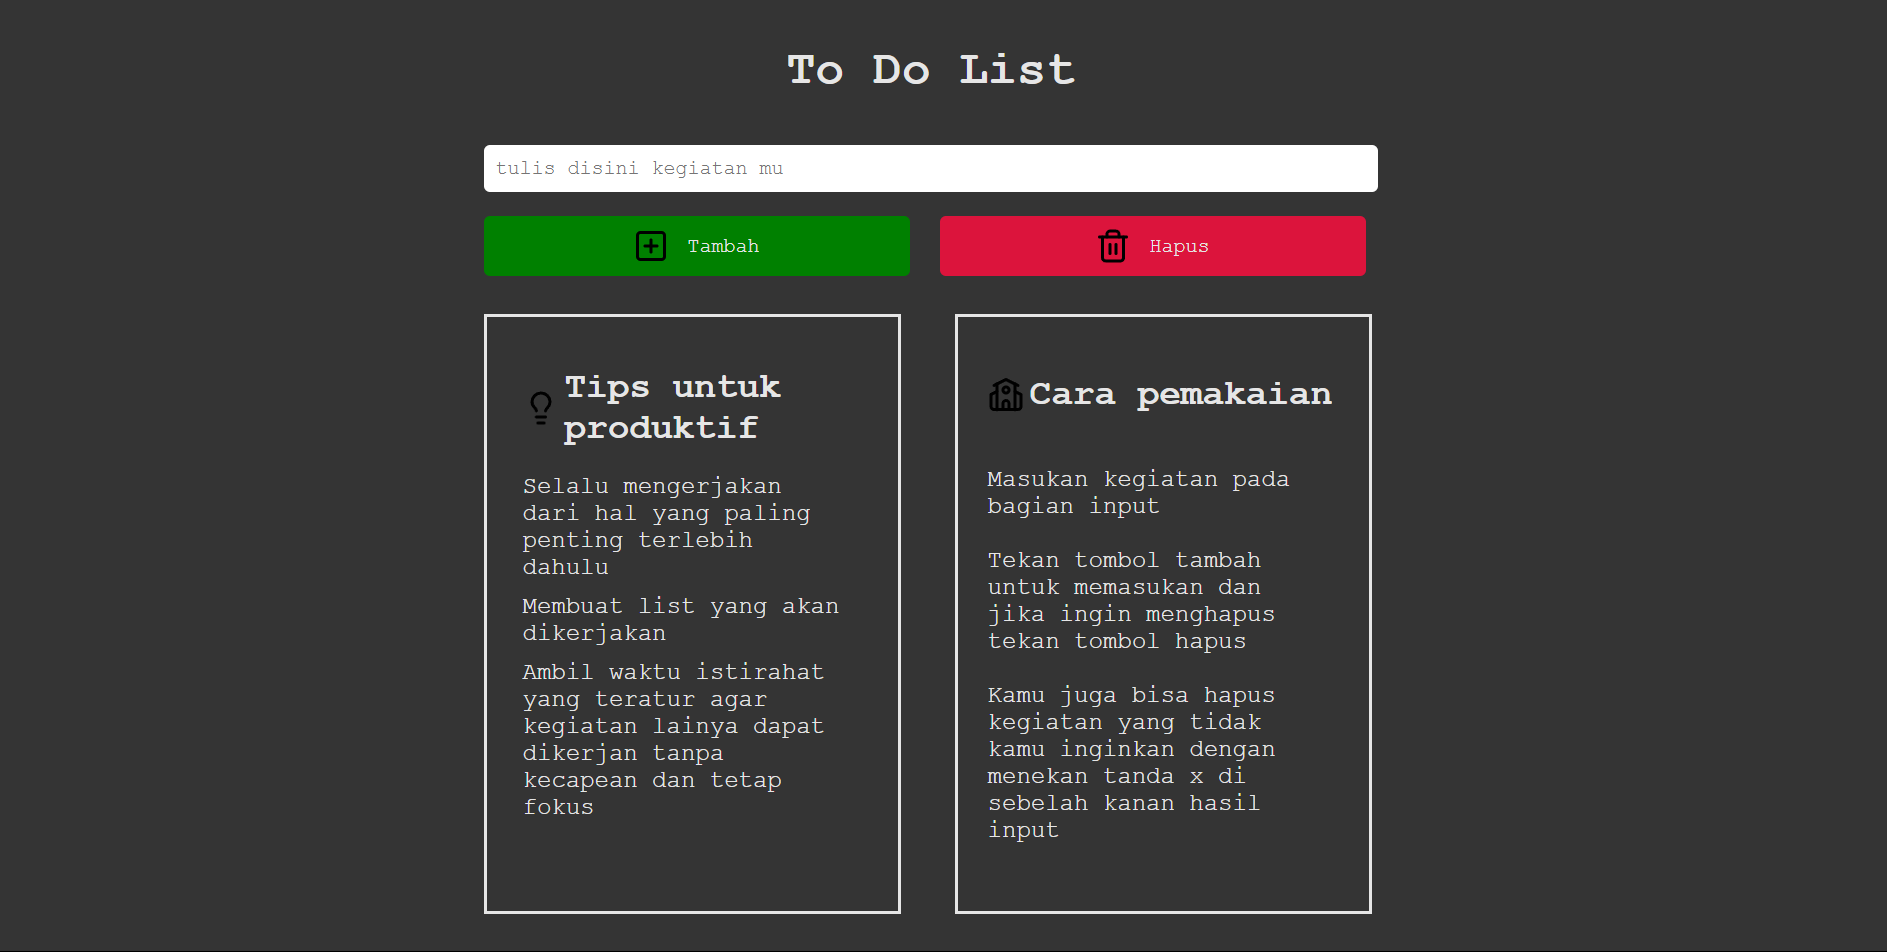 To Do List
tulis disini kegiatan mu
Tambah
Hapus
Tips untuk
produktif
Selalu mengerjakan
dari hal yang paling
penting terlebih
dahulu
Membuat list yang akan
dikerjakan
Ambil waktu istirahat
yang teratur agar
kegiatan lainya dapat
dikerjan tanpa
kecapean dan tetap
fokus
Cara pemakaian
Masukan kegiatan pada
bagian input
Tekan tombol tambah
untuk memasukan dan
jika ingin menghapus
tekan tombol hapus
Kamu juga bisa hapus
kegiatan yang tidak
kamu inginkan dengan
menekan tanda x di
sebelah kanan hasil
input